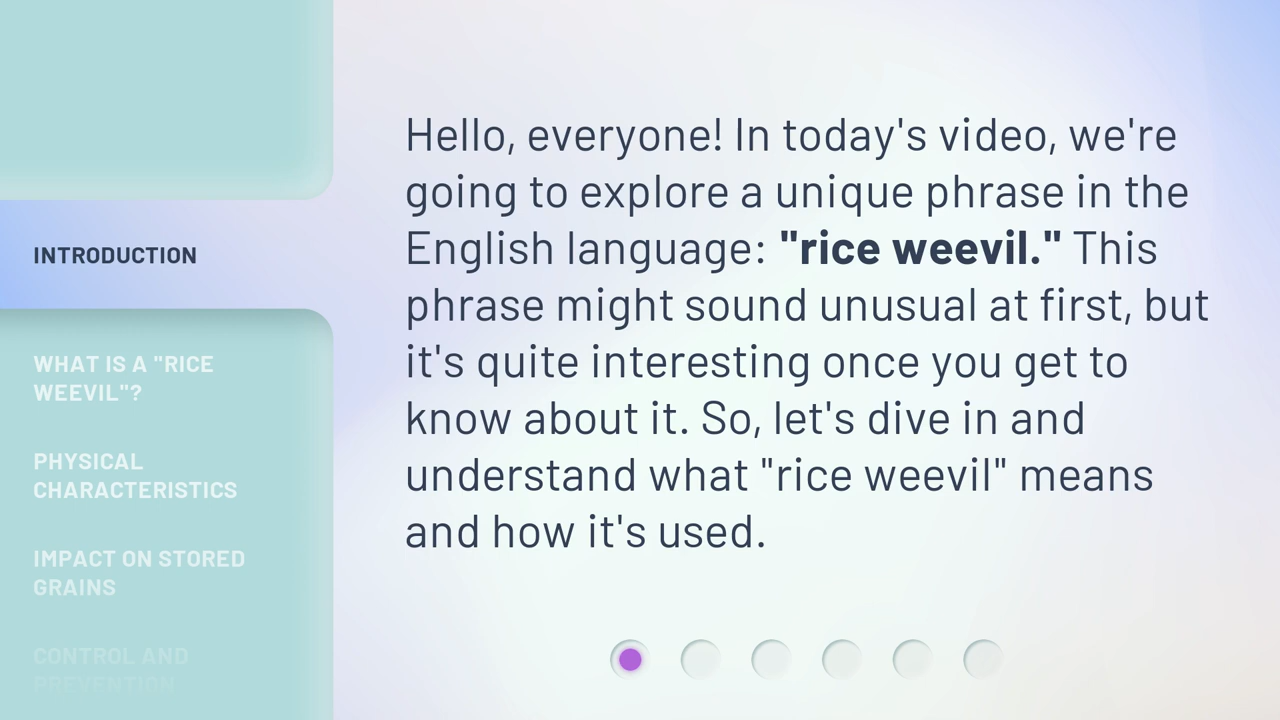 INTRODUCTION
WHAT IS A "RICE
WEEVIL"?
PHYSICAL
CHARACTERISTICS
IMPACT ON STORED
GRAINS
CONTROL AND
PREVENTION
Hello, everyone! In today's video, we're
going to explore a unique phrase in the
English language: "rice weevil." This
phrase might sound unusual at first, but
it's quite interesting once you get to
know about it. So, let's dive in and
understand what "rice weevil" means
and how it's used.